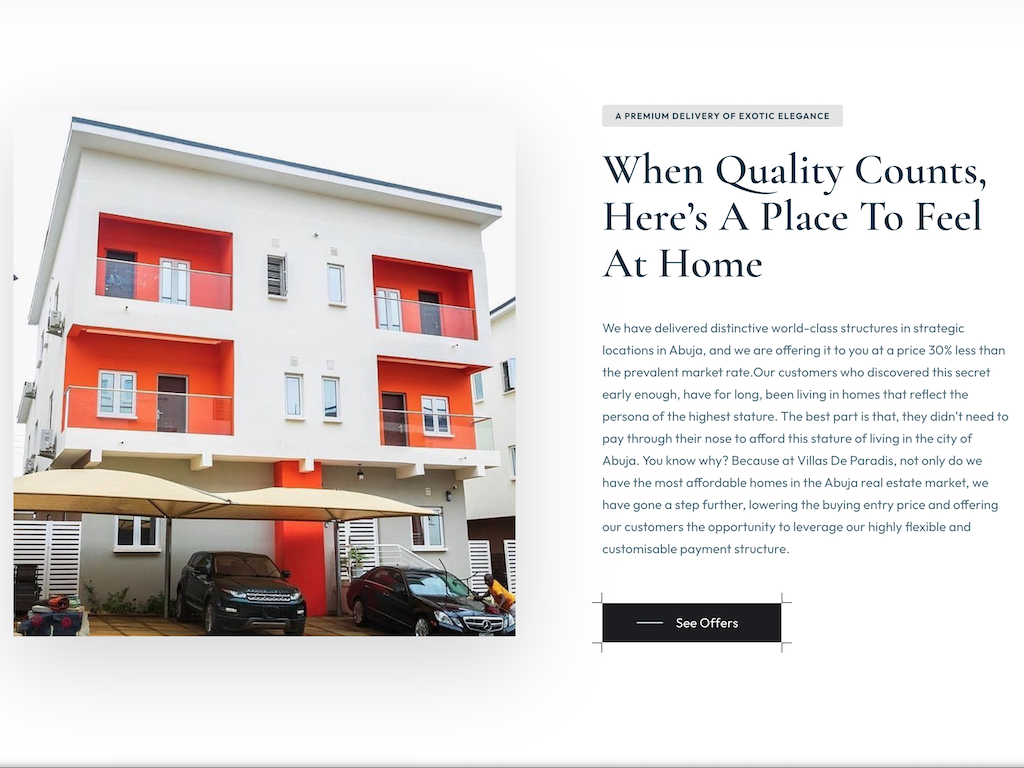 A PREMIUM DELIVERY OF EXOTIC ELEGANCE
When Quality Counts,
Here’s A Place To Feel
At Home
We have delivered distinctive world-class structures in strategic
locations in Abuja, and we are offering it to you at a price 30% less than
the prevalent market rate.Our customers who discovered this secret
early enough, have for long, been living in homes that reflect the
persona of the highest stature. The best part is that, they didn’t need to
pay through their nose to afford this stature of living in the city of
Abuja. You know why? Because at Villas De Paradis, not only do we
have the most affordable homes in the Abuja real estate market, we
have gone a step further, lowering the buying entry price and offering
our customers the opportunity to leverage our highly flexible and
customisable payment structure.
See Offers